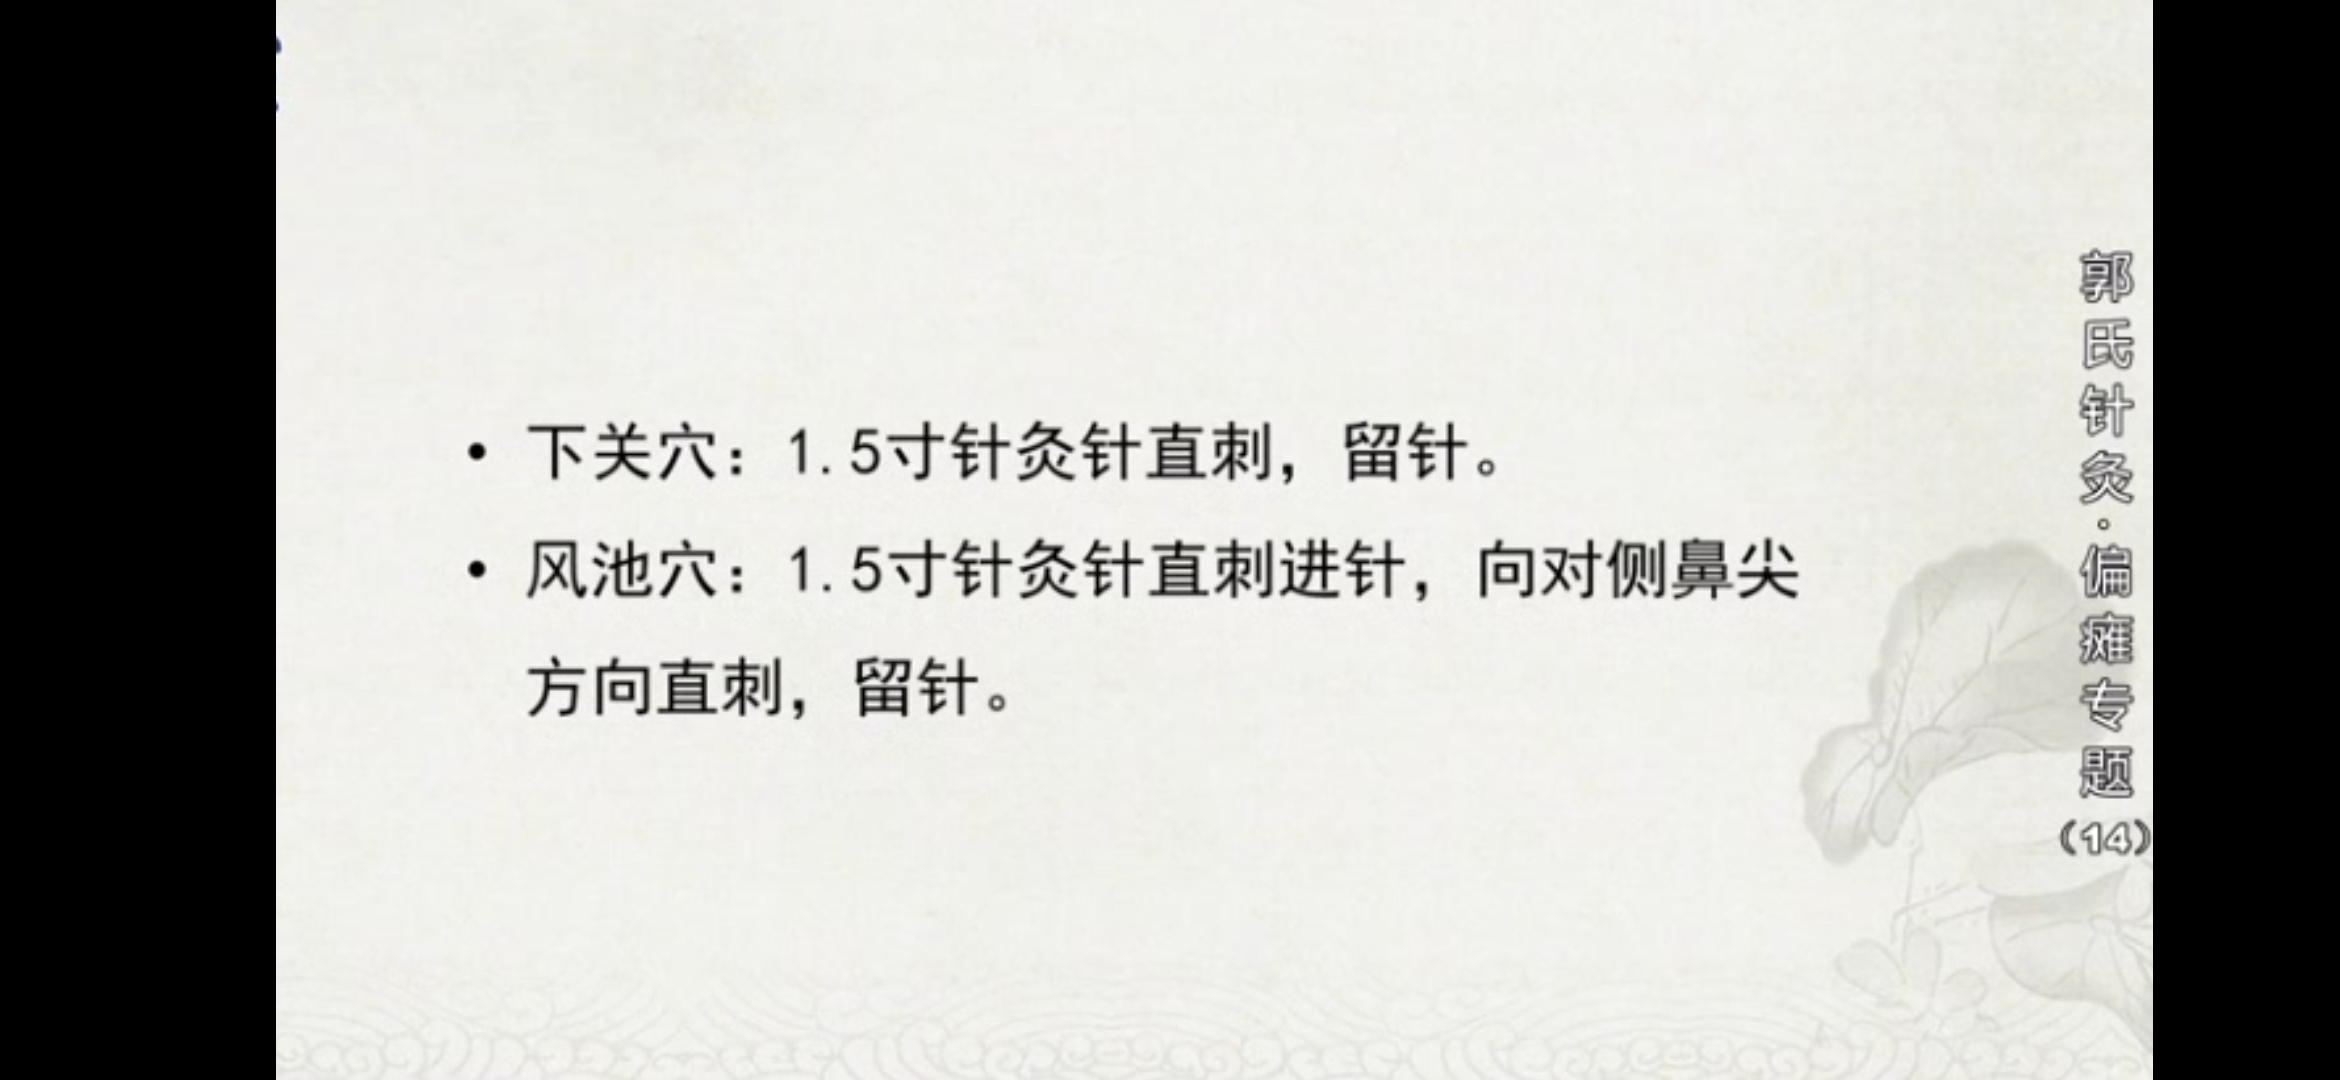 • 下关穴：1.5寸针灸针直刺，留针。
• 风池穴：1.5寸针灸针直刺进针，向对侧鼻尖
方向直刺，留针。
郭氏针灸·偏瘫专题（14）